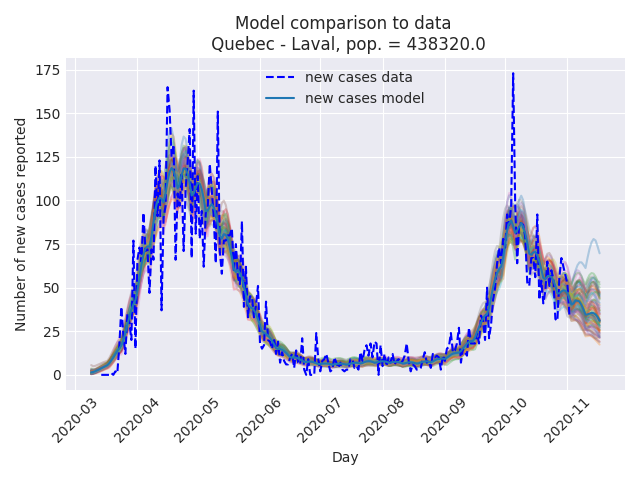 Model comparison to data
Quebec - Laval, pop. = 438320.0
new cases data
new cases model
Number of new cases reported
175
150
125
100
75
50
25
0
2020-03
2020-04
2020-05
2020-06
2020-07
2020-08
2020-09
2020-10
2020-11
Day